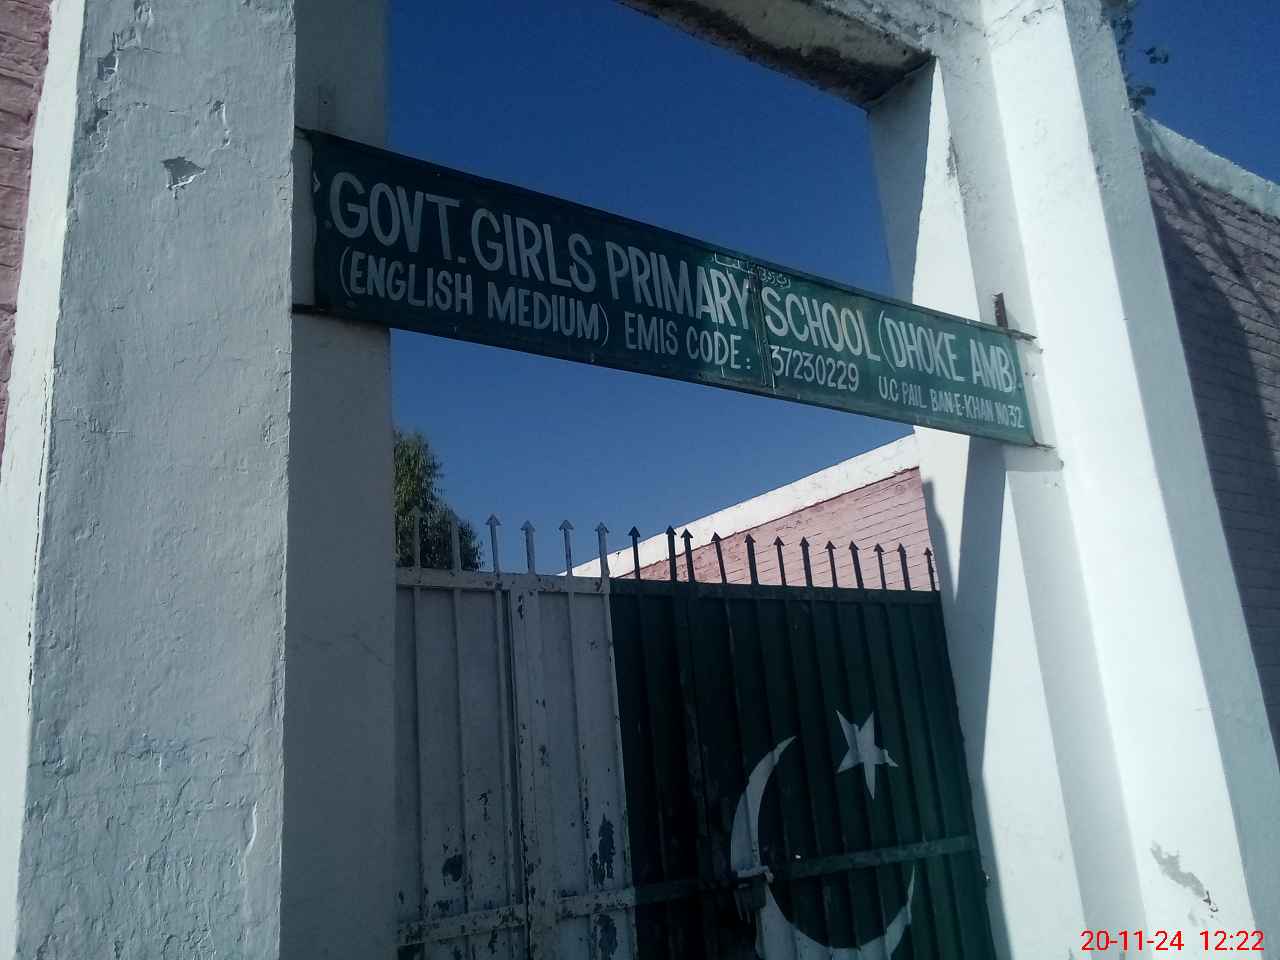 GOVT. GIRLS PRIMARY SCHOOL (DHOKE AMB).
(ENGLISH MEDIUM) EMIS CODE: 37230229
U.C PAIL BAN-E-KHAN NO 32
20-11-24 12:22